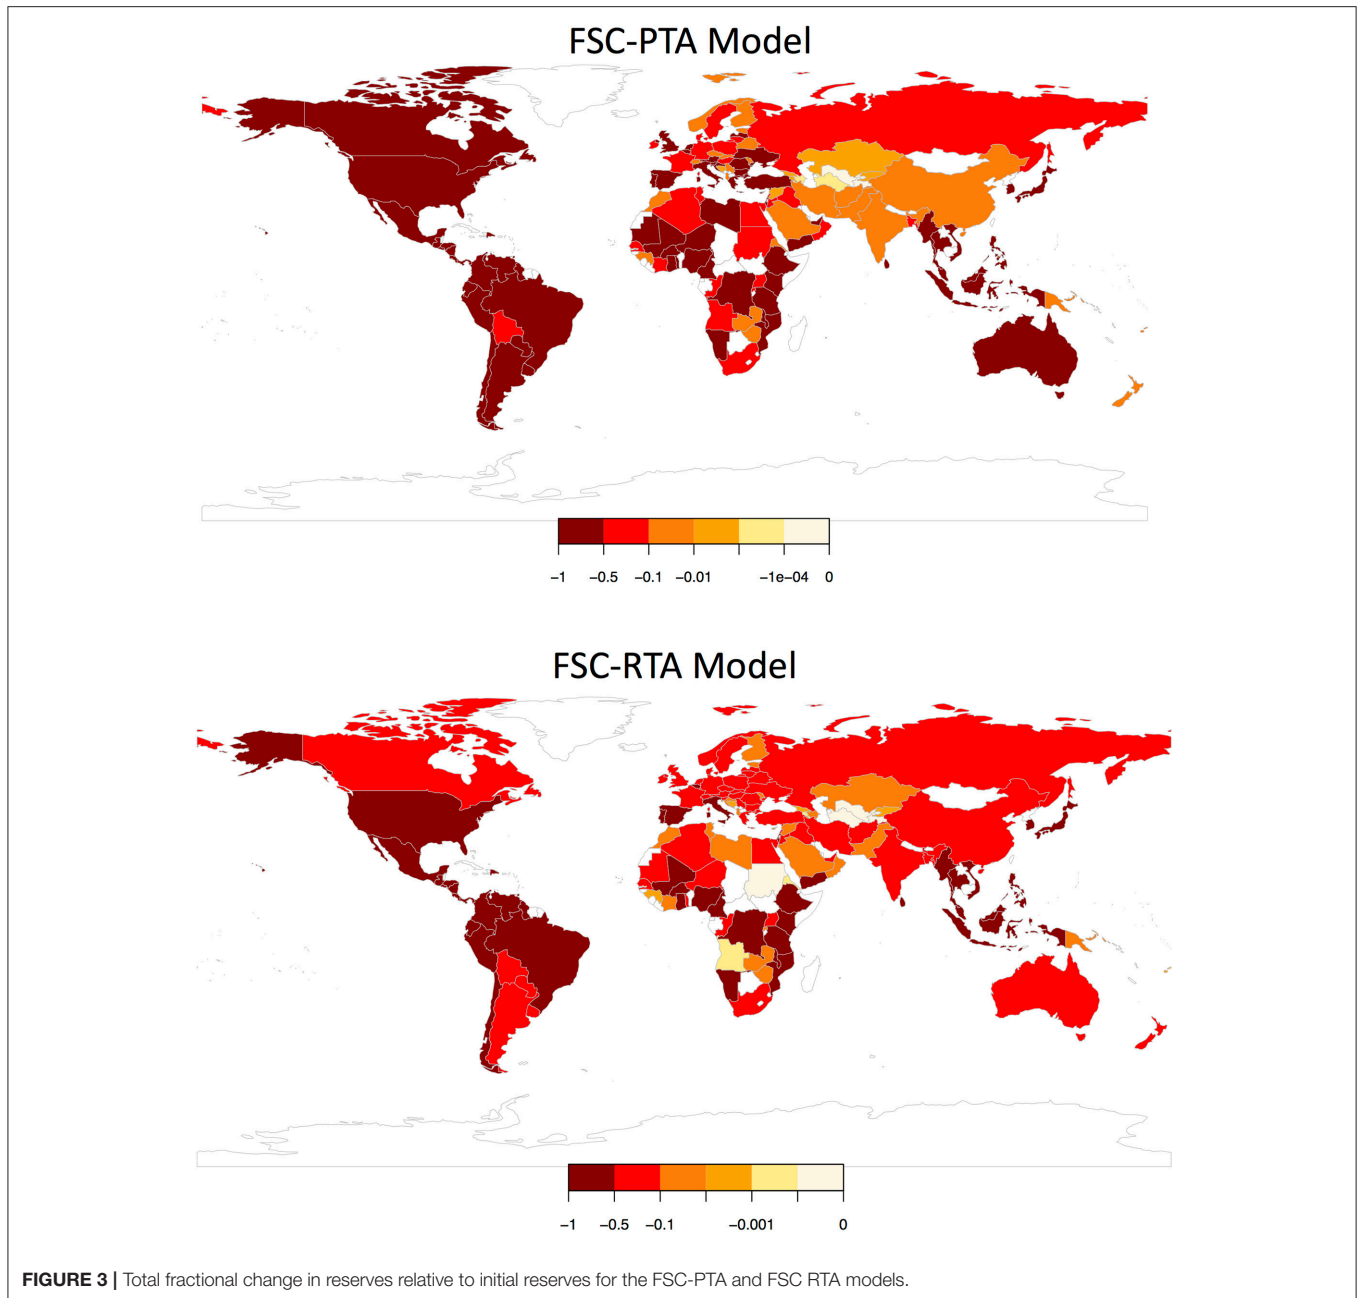 FSC-PTA Model
−1 −0.5 −0.1 −0.01 −1e−04 0
FSC-RTA Model
−1 −0.5 −0.1 −0.001 0
FIGURE 3 | Total fractional change in reserves relative to initial reserves for the FSC-PTA and FSC RTA models.